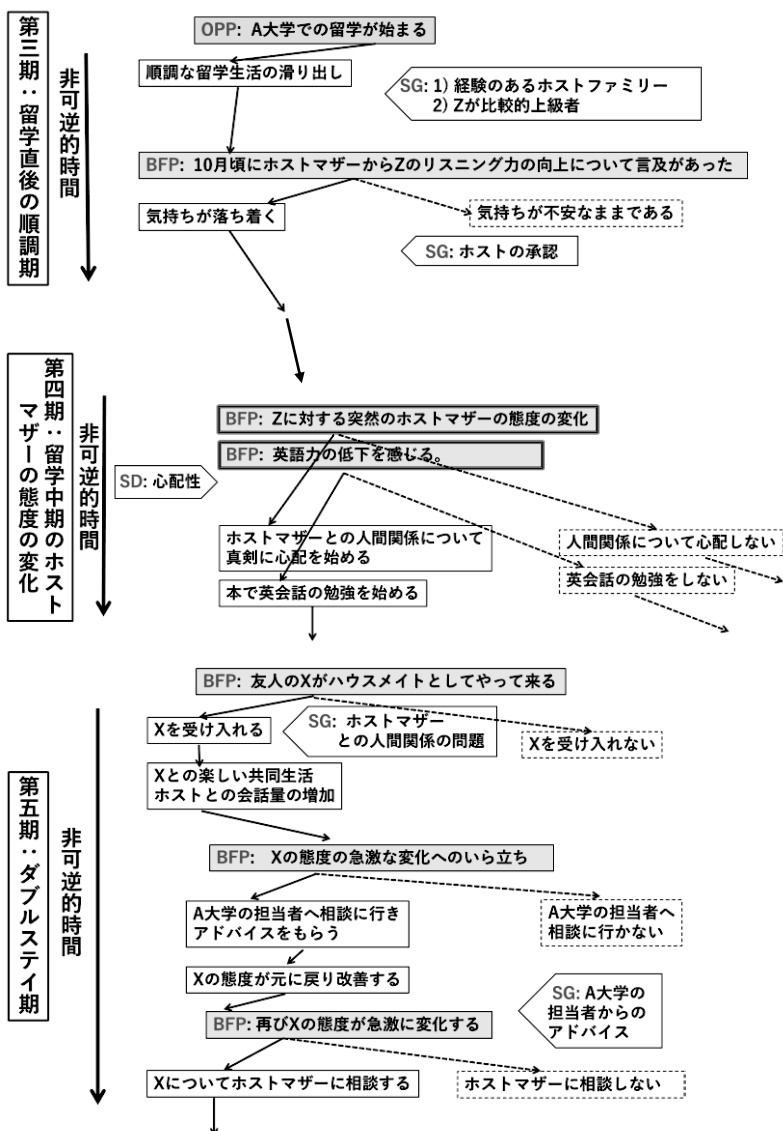 第三期：留学直後の順調期
非可逆的時間
OPP: A大学での留学が始まる
順調な留学生活の滑り出し
SG: 1) 経験のあるホストファミリー
2) Zが比較的上級者
BFP: 10月頃にホストマザーからZのリスニング力の向上について言及があった
気持ちが落ち着く
気持ちが不安なままである
SG: ホストの承認
第四期：留学中期のホスト
マザーの態度の変化
非可逆的時間
BFP: Zに対する突然のホストマザーの態度の変化
BFP: 英語力の低下を感じる。
SD: 心配性
ホストマザーとの人間関係について
真剣に心配を始める
人間関係について心配しない
本で英会話の勉強を始める
英会話の勉強をしない
第五期：ダブルステイ期
非可逆的時間
BFP: 友人のXがハウスメイトとしてやって来る
Xを受け入れる
SG: ホストマザー
との人間関係の問題
Xを受け入れない
Xとの楽しい共同生活
ホストとの会話量の増加
BFP: Xの態度の急激な変化へのいら立ち
A大学の担当者へ相談に行き
アドバイスをもらう
A大学の担当者へ
相談に行かない
Xの態度が元に戻り改善する
SG: A大学の
担当者からの
アドバイス
BFP: 再びXの態度が急激に変化する
Xについてホストマザーに相談する
ホストマザーに相談しない